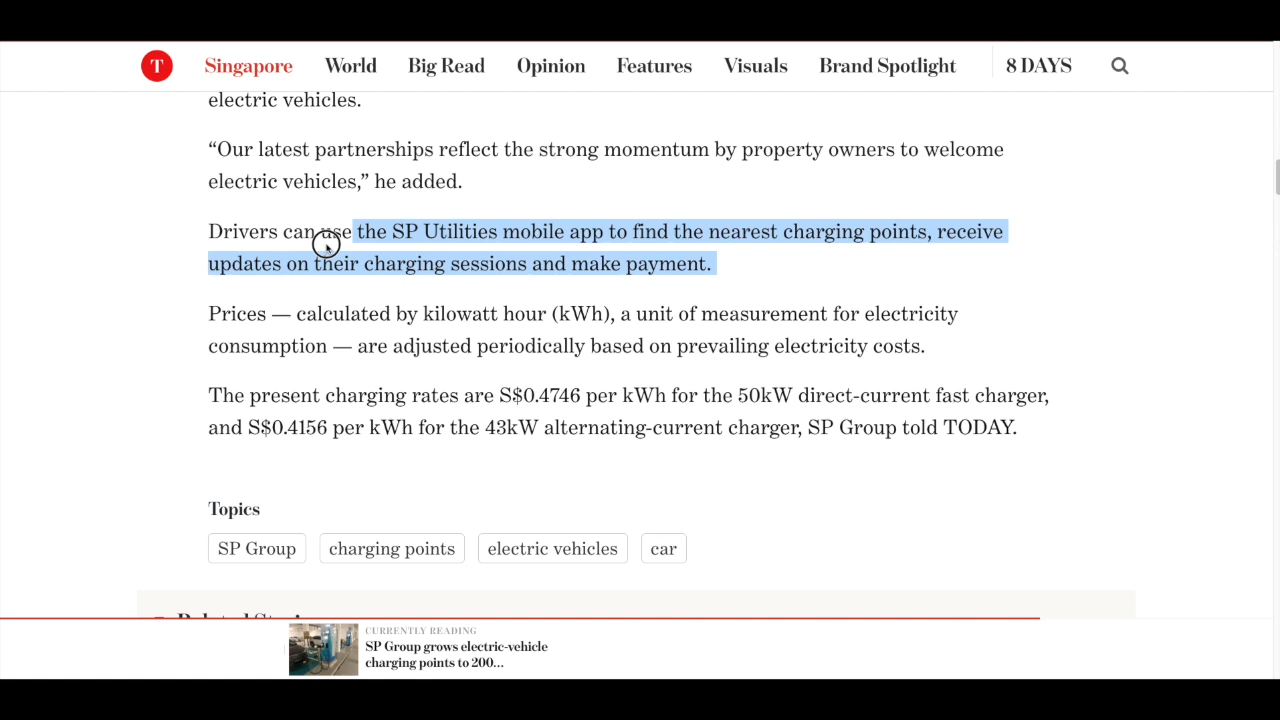 T
Singapore World Big Read Opinion Features Visuals Brand Spotlight 8 DAYS
electric vehicles.
“Our latest partnerships reflect the strong momentum by property owners to welcome
electric vehicles,” he added.
Drivers can use the SP Utilities mobile app to find the nearest charging points, receive
updates on their charging sessions and make payment.
Prices — calculated by kilowatt hour (kWh), a unit of measurement for electricity
consumption — are adjusted periodically based on prevailing electricity costs.
The present charging rates are S$0.4746 per kWh for the 50kW direct-current fast charger,
and S$0.4156 per kWh for the 43kW alternating-current charger, SP Group told TODAY.
Topics
SP Group charging points electric vehicles car
CURRENTLY READING
SP Group grows electric-vehicle
charging points to 200...